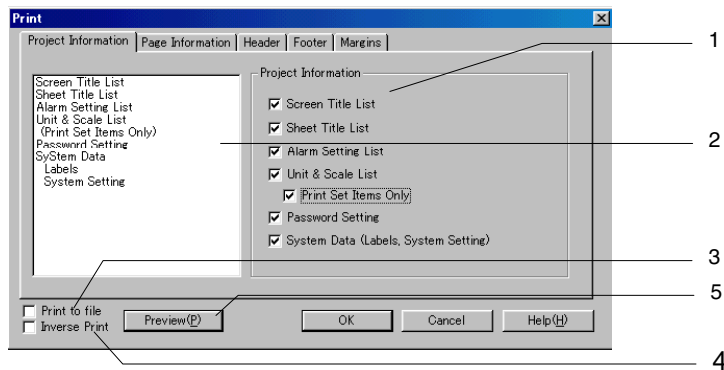 Print
Project Information Page Information Header Footer Margins
Screen Title List
Sheet Title List
Alarm Setting List
Unit & Scale List
(Print Set Items Only)
Password Setting
SyStem Data
Labels
System Setting
Project Information
Screen Title List
Sheet Title List
Alarm Setting List
Unit & Scale List
Print Set Items Only
Password Setting
System Data (Labels, System Setting)
Print to file
Inverse Print
Preview(P)
OK
Cancel
Help(H)
1
2
3
5
4